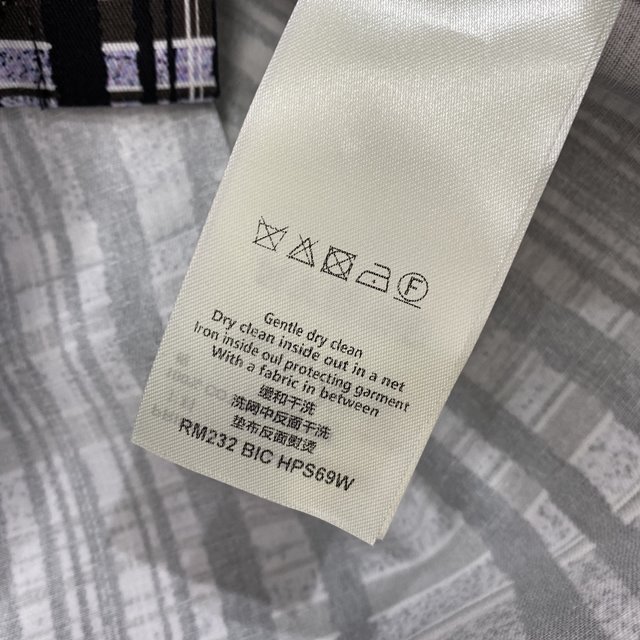 F
Gentle dry clean
Dry clean inside out in a net
Iron inside oul protecting garment
With a fabric in between
缓和干洗
洗网中反面干洗
垫布反面熨烫
RM232 BIC HPS69W